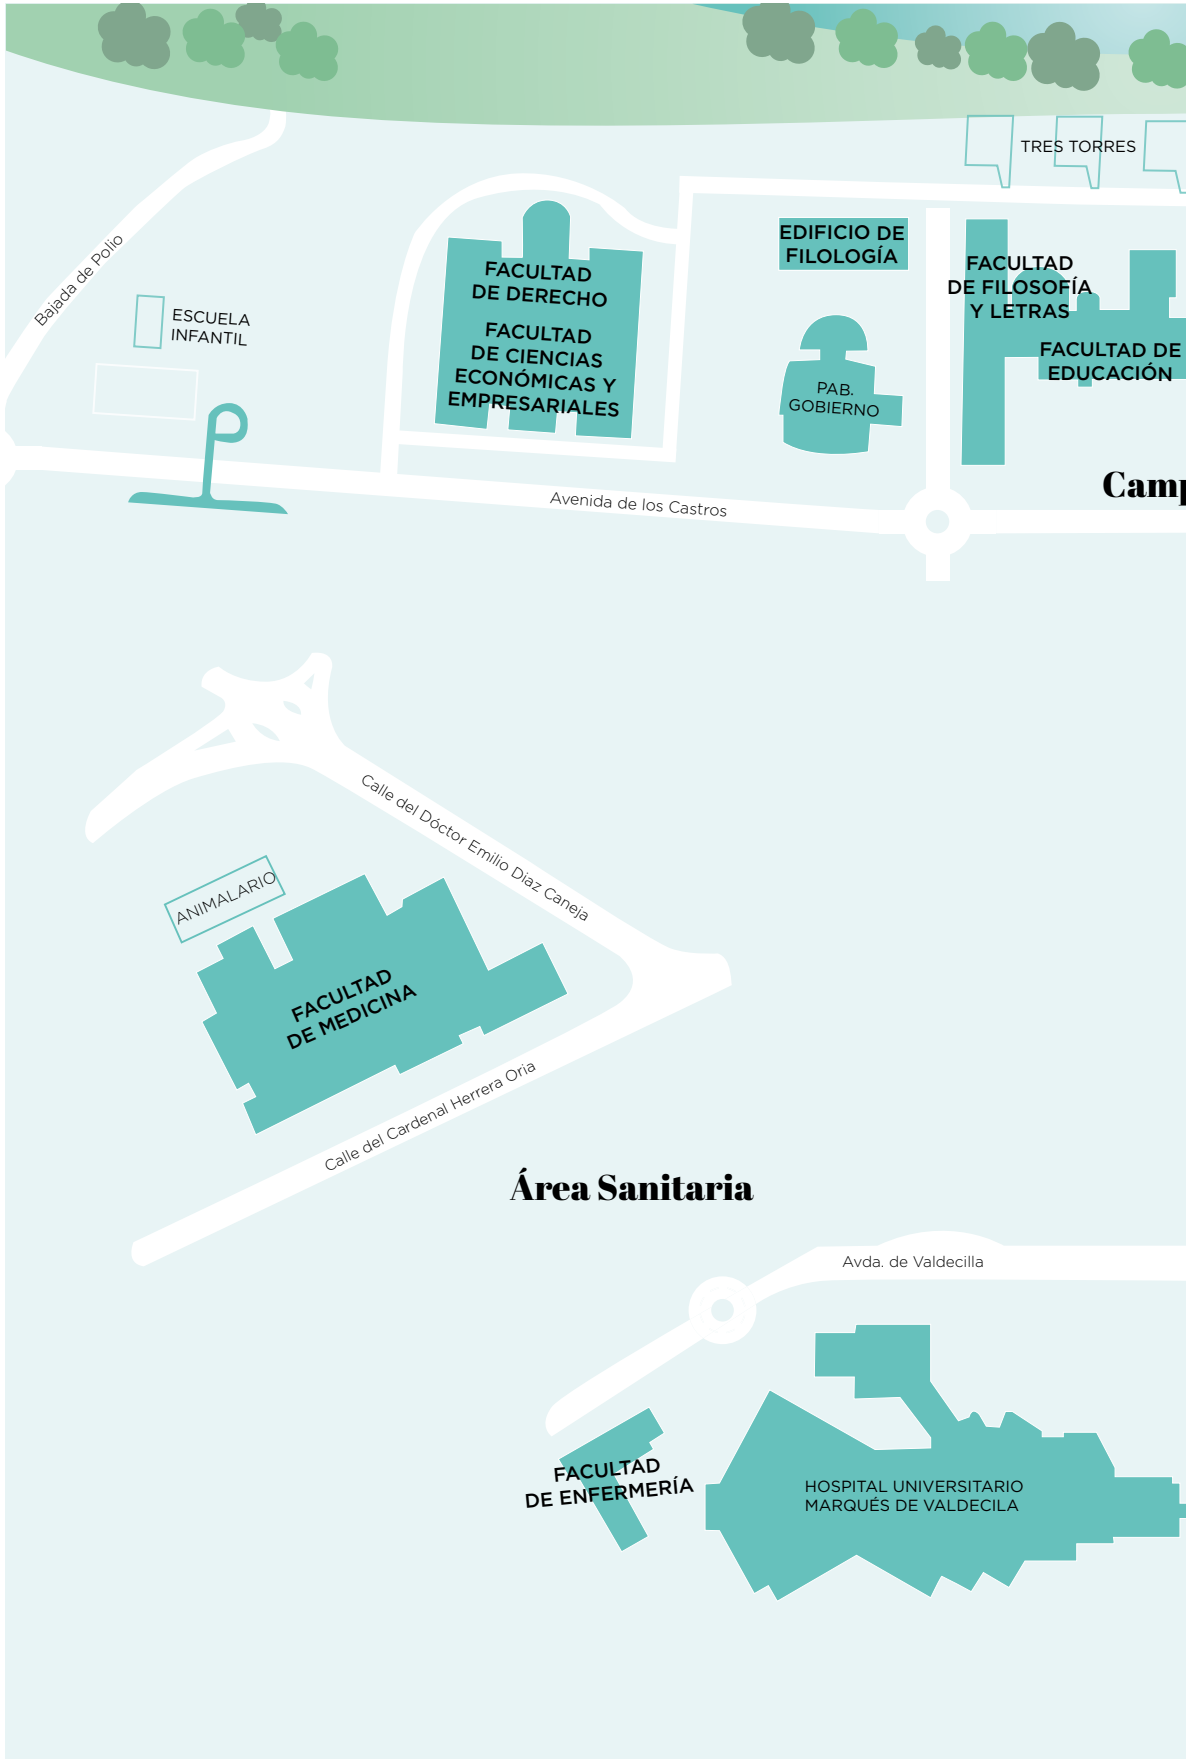 TRES TORRES
EDIFICIO DE
FILOLOGÍA
FACULTAD
DE DERECHO
FACULTAD
DE CIENCIAS
ECONÓMICAS Y
EMPRESARIALES
FACULTAD
DE FILOSOFÍA
Y LETRAS
Bajada de Polio
ESCUELA
INFANTIL
FACULTAD DE
EDUCACIÓN
PAB.
GOBIERNO
Camp
Avenida de los Castros
Calle del Dóctor Emilio Diaz Caneja
ANIMALARIO
FACULTAD
DE MEDICINA
Calle del Cardenal Herrera Oria
Área Sanitaria
Avda. de Valdecilla
FACULTAD
DE ENFERMERÍA
HOSPITAL UNIVERSITARIO
MARQUÉS DE VALDECILA